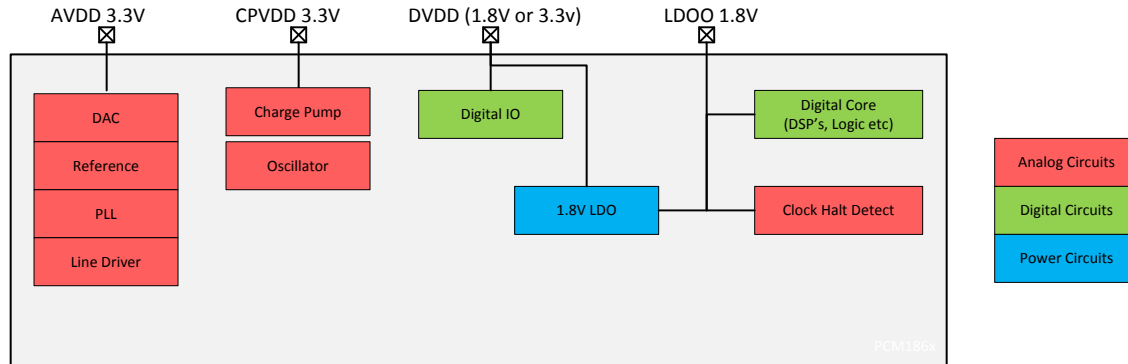 AVDD 3.3V
CPVDD 3.3V
DVDD (1.8V or 3.3v)
LDOO 1.8V
DAC
Reference
PLL
Line Driver
Charge Pump
Oscillator
Digital IO
1.8V LDO
Digital Core
(DSP's, Logic etc)
Clock Halt Detect
PCM186x
Analog Circuits
Digital Circuits
Power Circuits